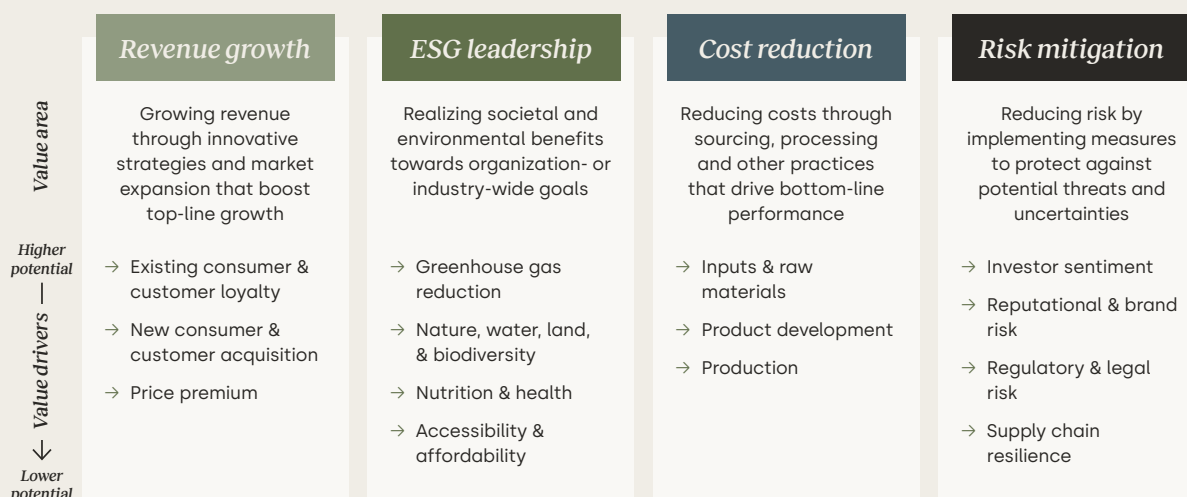 Revenue growth
ESG leadership
Cost reduction
Risk mitigation
Value area
Growing revenue
through innovative
strategies and market
expansion that boost
top-line growth
Realizing societal and
environmental benefits
towards organization- or
industry-wide goals
Reducing costs through
sourcing, processing
and other practices
that drive bottom-line
performance
Reducing risk by
implementing measures
to protect against
potential threats and
uncertainties
Higher
potential
Value drivers
Lower
potential
→ Existing consumer &
customer loyalty
→ New consumer &
customer acquisition
→ Price premium
→ Greenhouse gas
reduction
→ Nature, water, land,
& biodiversity
→ Nutrition & health
→ Accessibility &
affordability
→ Inputs & raw
materials
→ Product development
→ Production
→ Investor sentiment
→ Reputational & brand
risk
→ Regulatory & legal
risk
→ Supply chain
resilience